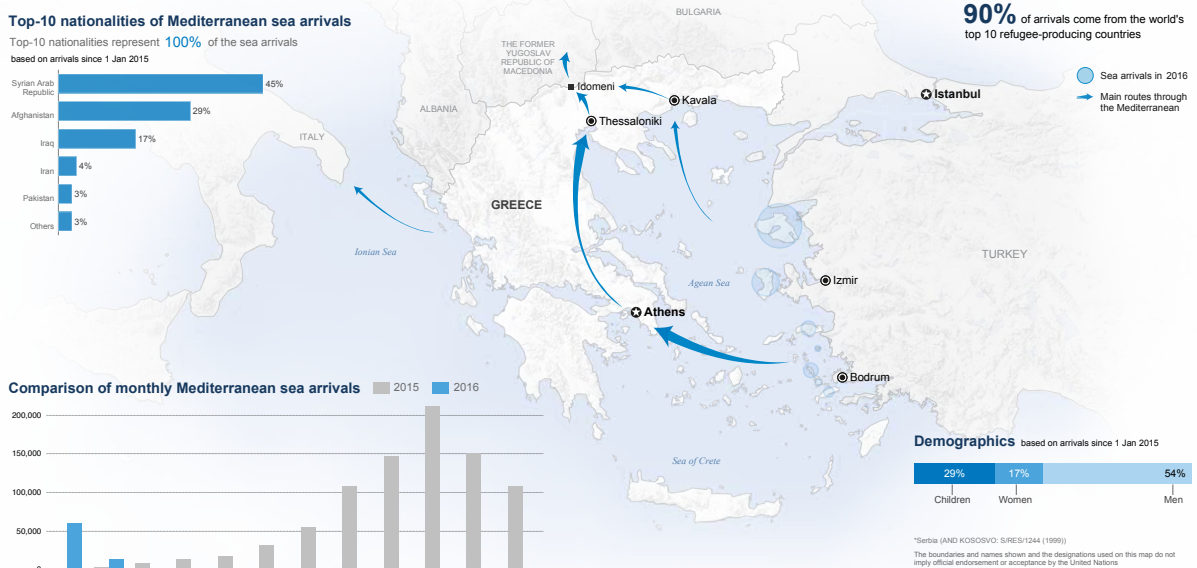 Top-10 nationalities of Mediterranean sea arrivals
Top-10 nationalities represent 100% of the sea arrivals
based on arrivals since 1 Jan 2015
Syrian Arab
Republic
45%
Afghanistan
29%
Iraq
17%
Iran
4%
Pakistan
3%
Others
3%
BULGARIA
THE FORMER
YUGOSLAV
REPUBLIC OF
MACEDONIA
Idomeni
Kavala
Thessaloniki
ALBANIA
ITALY
GREECE
Ionian Sea
Agean Sea
Athens
Istanbul
TURKEY
Izmir
Bodrum
Sea of Crete
90% of arrivals come from the world's
top 10 refugee-producing countries
Sea arrivals in 2016
Main routes through
the Mediterranean
Comparison of monthly Mediterranean sea arrivals 2015 2016
200,000
150,000
100,000
50,000
Demographics based on arrivals since 1 Jan 2015
29% 17% 54%
Children Women Men
*Serbia (AND KOSOSVO: S/RES/1244 (1999))
The boundaries and names shown and the designations used on this map do not
imply official endorsement or acceptance by the United Nations